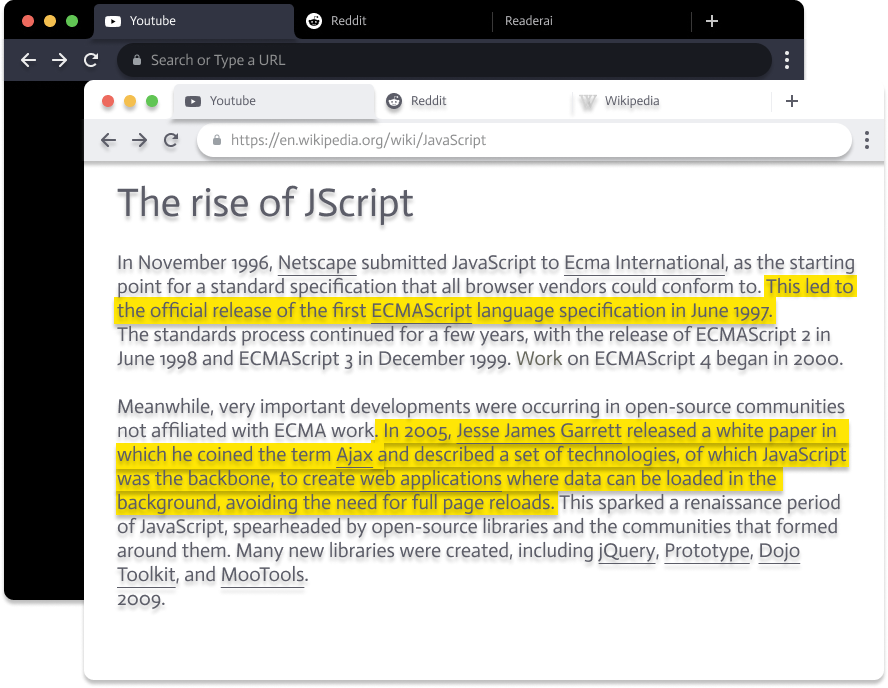 Youtube
Reddit
Readerai
Search or Type a URL
Youtube
Reddit
Wikipedia
https://en.wikipedia.org/wiki/JavaScript
The rise of JScript
In November 1996, Netscape submitted JavaScript to Ecma International, as the starting
point for a standard specification that all browser vendors could conform to. This led to
the official release of the first ECMAScript language specification in June 1997.
The standards process continued for a few years, with the release of ECMAScript 2 in
June 1998 and ECMAScript 3 in December 1999. Work on ECMAScript 4 began in 2000.
Meanwhile, very important developments were occurring in open-source communities
not affiliated with ECMA work. In 2005, Jesse James Garrett released a white paper in
which he coined the term Ajax and described a set of technologies, of which JavaScript
was the backbone, to create web applications where data can be loaded in the
background, avoiding the need for full page reloads. This sparked a renaissance period
of JavaScript, spearheaded by open-source libraries and the communities that formed
around them. Many new libraries were created, including jQuery, Prototype, Dojo
Toolkit, and MooTools.
2009.